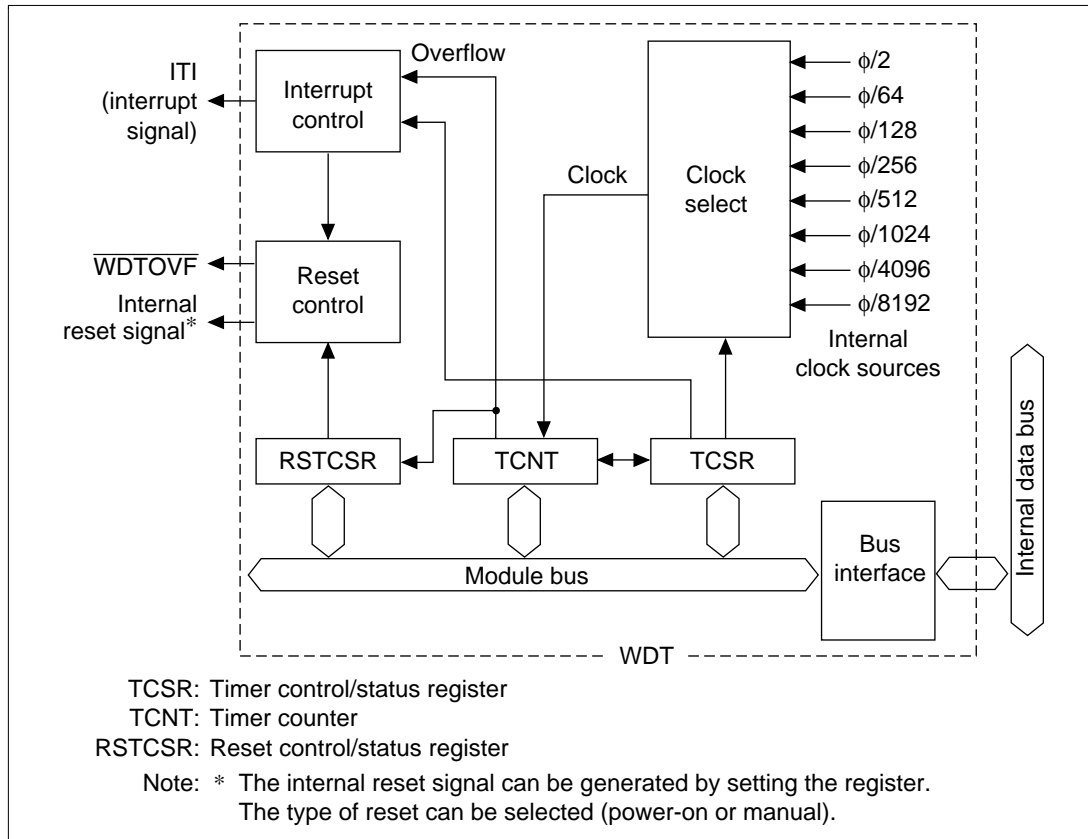 ITI
(interrupt
signal)
Interrupt
control
Overflow
Clock
Clock
select
ϕ/2
ϕ/64
ϕ/128
ϕ/256
ϕ/512
ϕ/1024
ϕ/4096
ϕ/8192
Internal
clock sources
WDTOVF
Internal
reset signal*
Reset
control
RSTCSR
TCNT
TCSR
Module bus
Bus
interface
Internal data bus
WDT
TCSR: Timer control/status register
TCNT: Timer counter
RSTCSR: Reset control/status register
Note: * The internal reset signal can be generated by setting the register.
The type of reset can be selected (power-on or manual).